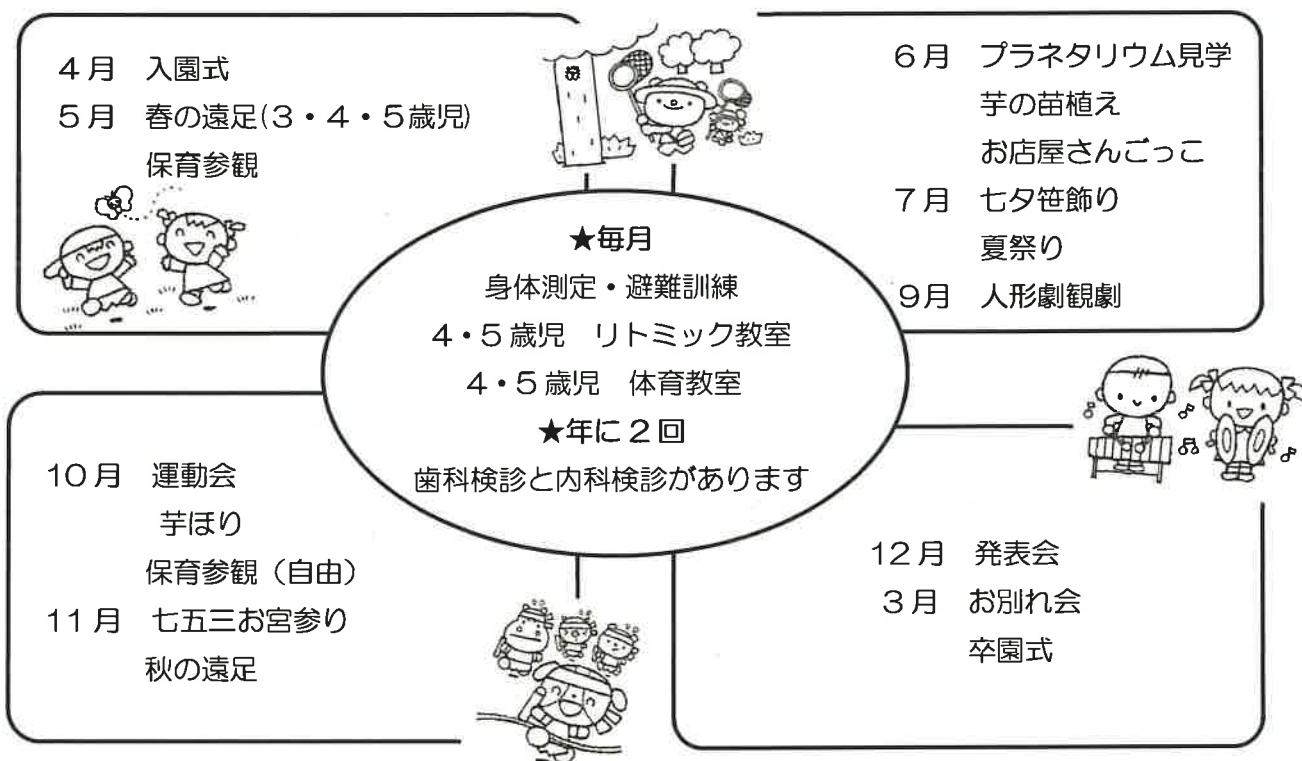 4月 入園式
5月 春の遠足(3・4・5歳児)
保育参観
6月 プラネタリウム見学
芋の苗植え
お店屋さんごっこ
7月 七夕笹飾り
夏祭り
9月 人形劇観劇
★毎月
身体測定・避難訓練
4・5歳児 リトミック教室
4・5歳児 体育教室
★年に2回
歯科検診と内科検診があります
10月 運動会
芋ほり
保育参観（自由）
11月 七五三お宮参り
秋の遠足
12月 発表会
3月 お別れ会
卒園式